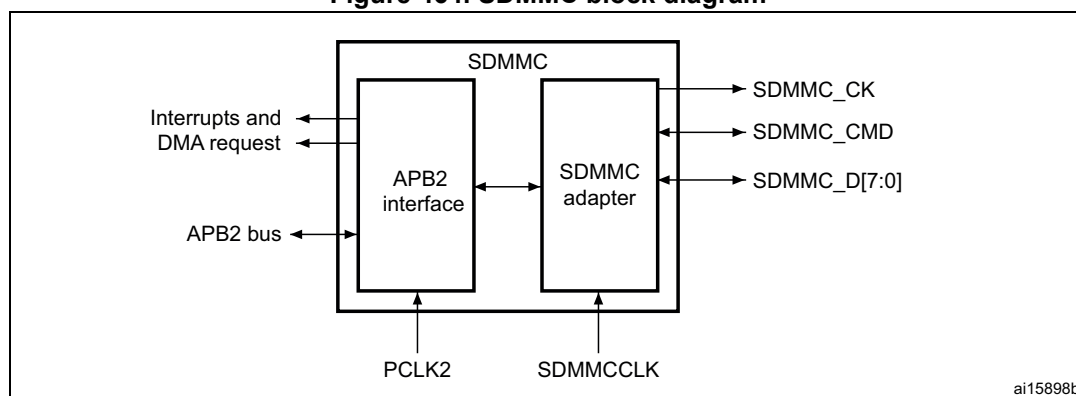 Figure SDMMC block diagram
SDMMC
Interrupts and
DMA request
APB2 bus
APB2
interface
SDMMC
adapter
SDMMC_CK
SDMMC_CMD
SDMMC_D[7:0]
PCLK2
SDMMCCLK
ai15898b